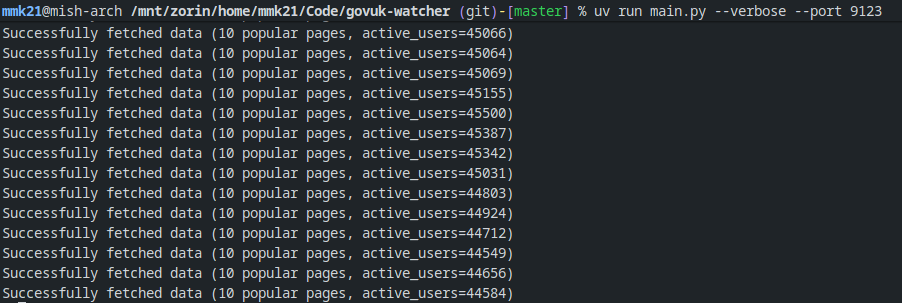 mmk21@mish-arch /mnt/zorin/home/mmk21/Code/govuk-watcher (git)-[master] % uv run main.py --verbose --port 9123
Successfully fetched data (10 popular pages, active_users=45066)
Successfully fetched data (10 popular pages, active_users=45064)
Successfully fetched data (10 popular pages, active_users=45069)
Successfully fetched data (10 popular pages, active_users=45155)
Successfully fetched data (10 popular pages, active_users=45500)
Successfully fetched data (10 popular pages, active_users=45387)
Successfully fetched data (10 popular pages, active_users=45342)
Successfully fetched data (10 popular pages, active_users=45031)
Successfully fetched data (10 popular pages, active_users=44803)
Successfully fetched data (10 popular pages, active_users=44924)
Successfully fetched data (10 popular pages, active_users=44712)
Successfully fetched data (10 popular pages, active_users=44549)
Successfully fetched data (10 popular pages, active_users=44656)
Successfully fetched data (10 popular pages, active_users=44584)